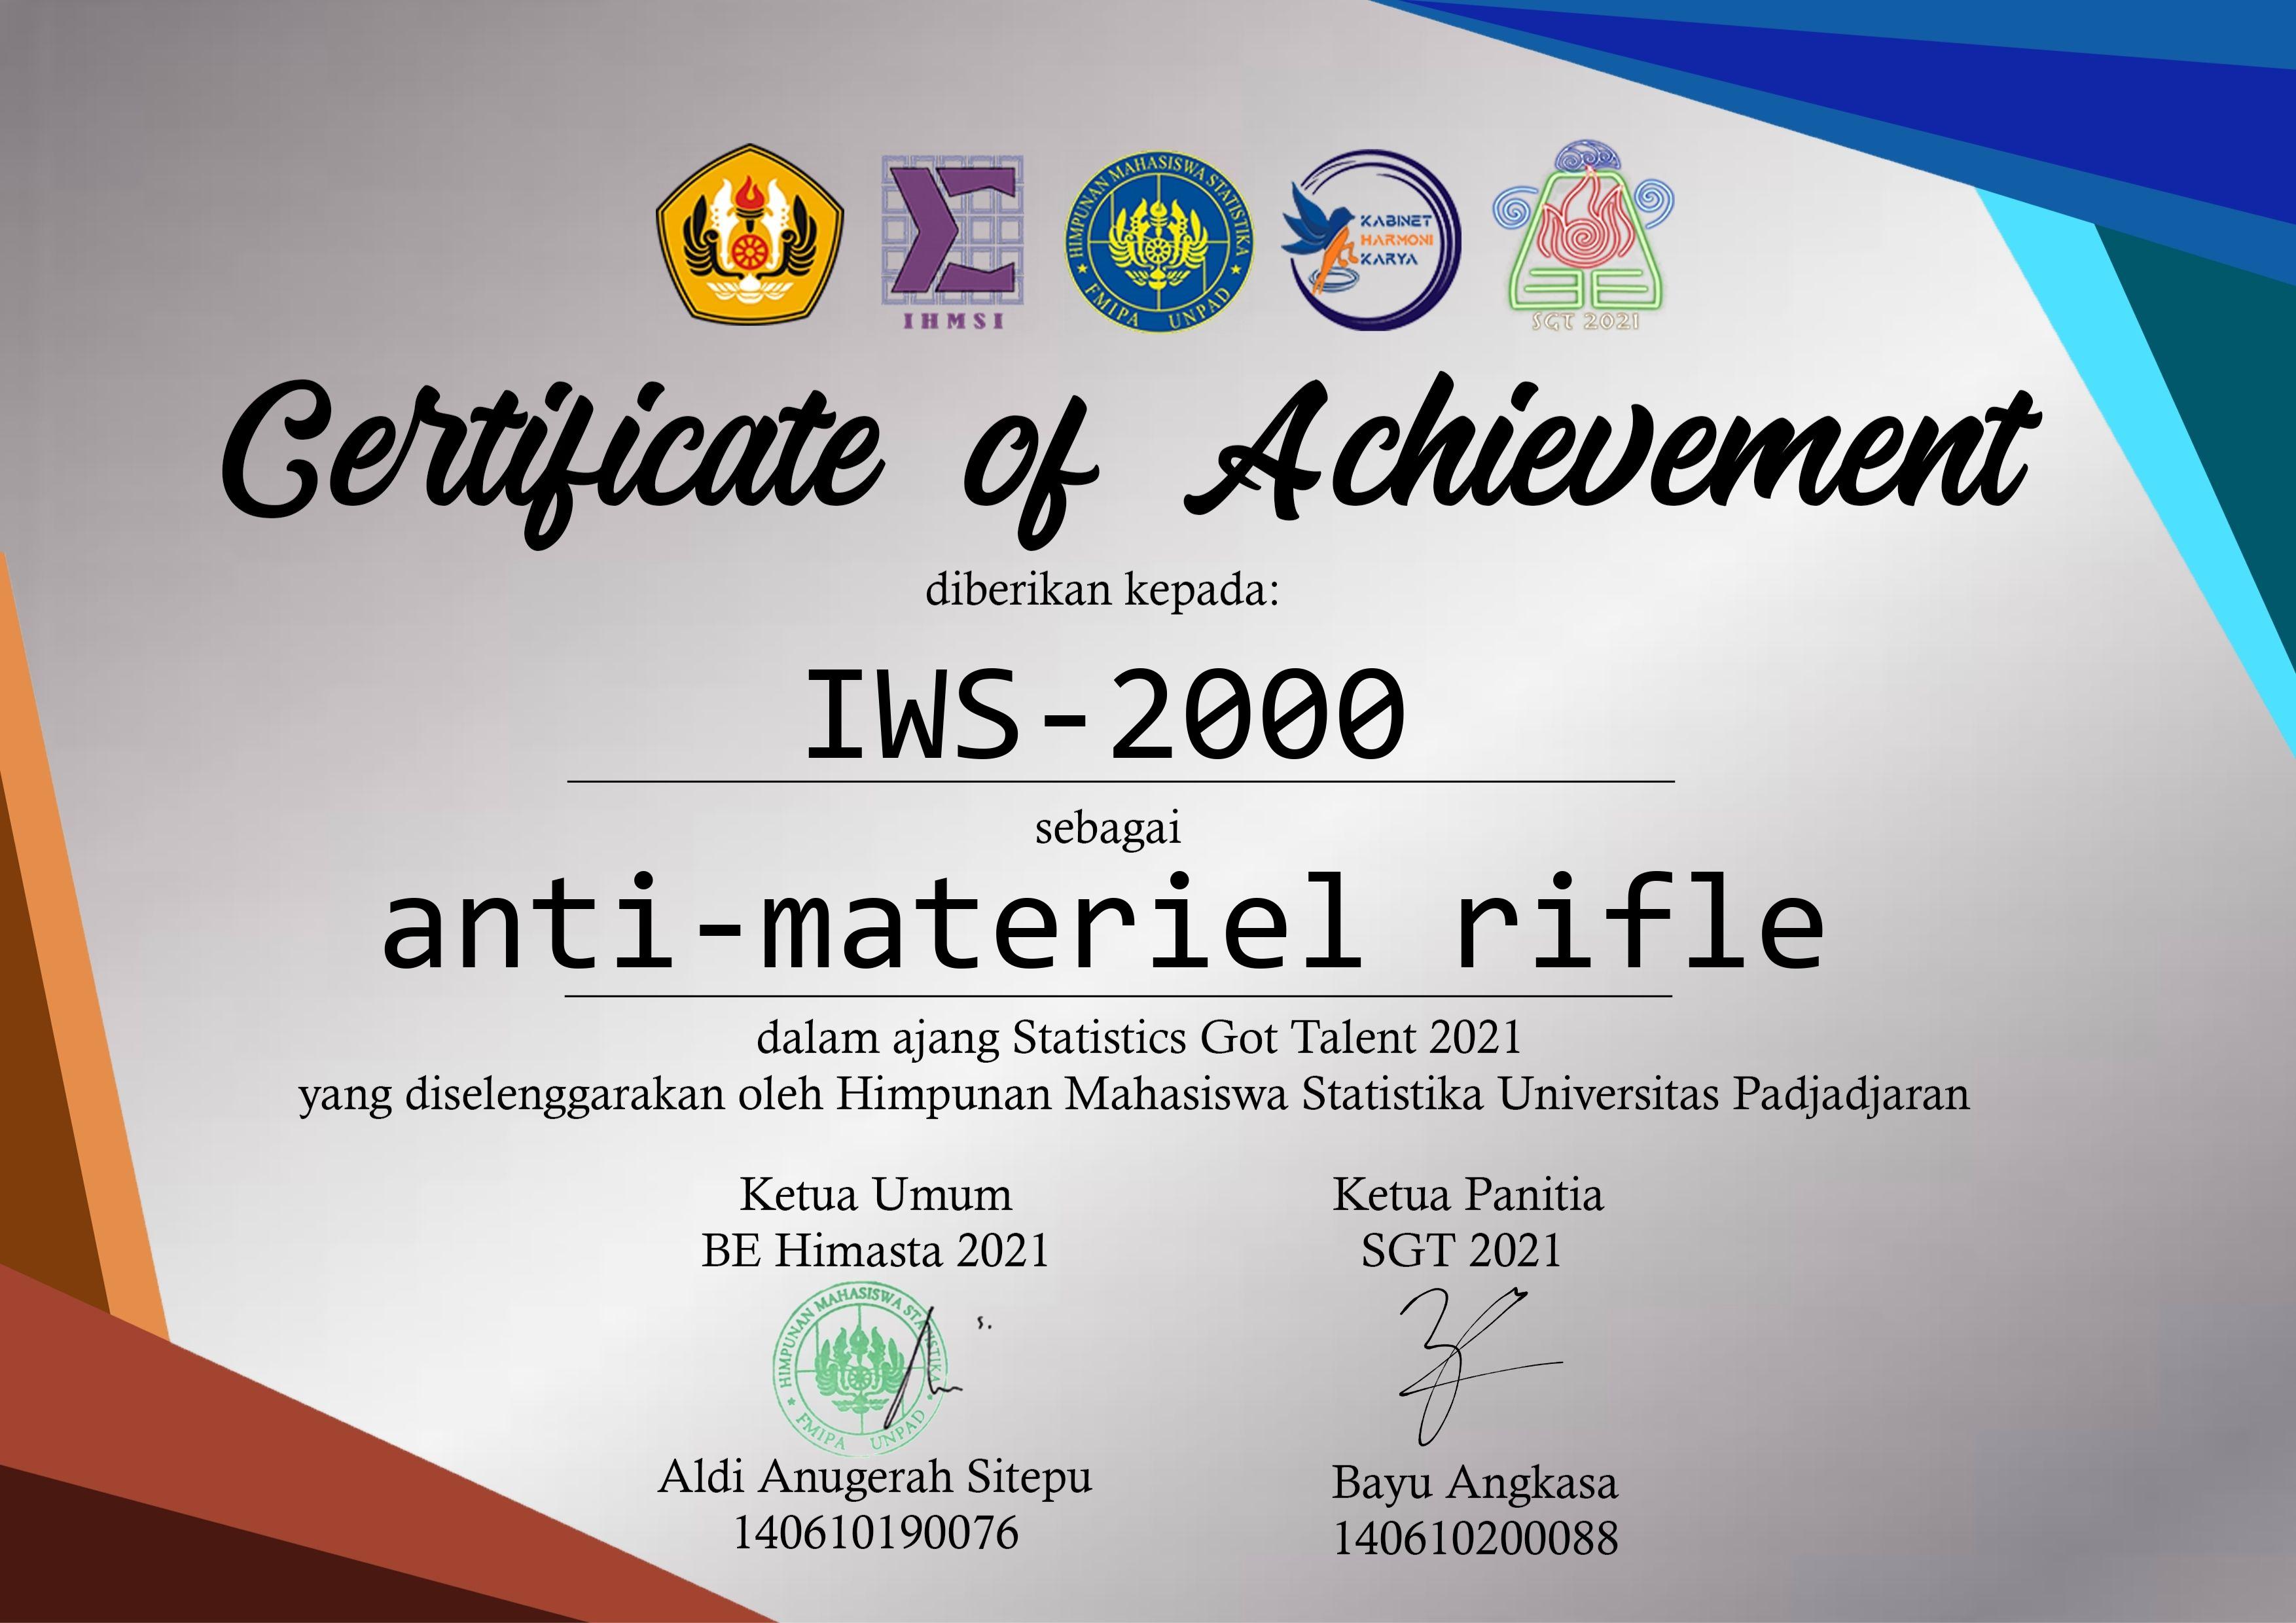 IHMSI
HIMPUNAN MAHASISWA STATISTIKA
FMIPA UNPAD
KABINET
HARMONI
KARYA
SGT 2021
Certificate of Achievement
diberikan kepada:
IWS-2000
sebagai
anti-materiel rifle
dalam ajang Statistics Got Talent 2021
yang diselenggarakan oleh Himpunan Mahasiswa Statistika Universitas Padjadjaran
Ketua Umum
BE Himasta 2021
HIMPUNAN MAHASISWA STATISTIKA
FMIPA UNPAD
Aldi Anugerah Sitepu
140610190076
Ketua Panitia
SGT 2021
Bayu Angkasa
140610200088